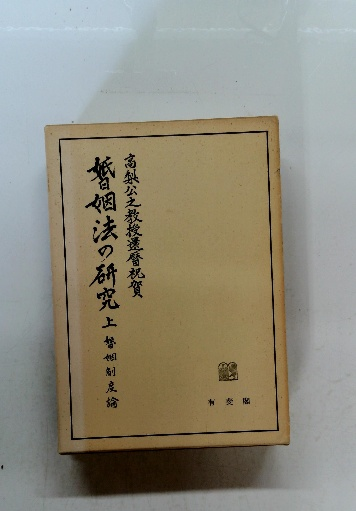 高梨公之教授還暦祝賀
婚姻法の研究 上 婚姻制度論
有斐閣